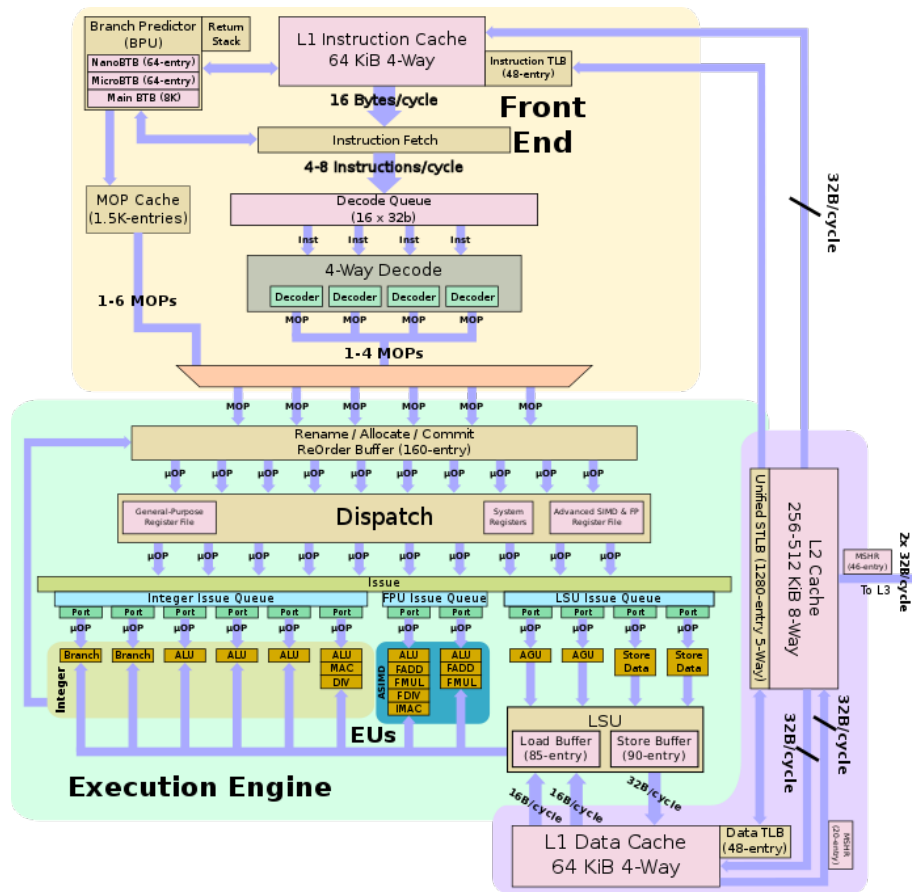 Branch Predictor
(BPU)
Return
Stack
NanoBTB (64-entry)
MicroBTB (64-entry)
Main BTB (8K)
L1 Instruction Cache
64 KiB 4-Way
Instruction TLB
(48-entry)
16 Bytes/cycle
Front
End
Instruction Fetch
4-8 Instructions/cycle
MOP Cache
(1.5K-entries)
Decode Queue
(16 x 32b)
Inst Inst Inst Inst
4-Way Decode
Decoder Decoder Decoder Decoder
MOP MOP MOP MOP
1-6 MOPs
1-4 MOPs
32B/cycle
MOP MOP MOP MOP MOP MOP
Rename / Allocate / Commit
ReOrder Buffer (160-entry)
µOP µOP µOP µOP µOP µOP µOP µOP µOP
General-Purpose
Register File
Dispatch
System
Registers
Advanced SIMD & FP
Register File
µOP µOP µOP µOP µOP µOP µOP µOP µOP
Issue
Integer Issue Queue
FPU Issue Queue
LSU Issue Queue
Port Port Port Port Port Port Port Port Port Port Port Port
µOP µOP µOP µOP µOP µOP µOP µOP µOP µOP µOP µOP
Integer
Branch Branch ALU ALU ALU ALU
MAC
DIV
ASIMD
ALU
FADD
FMUL
FDIV
IMAC
ALU
FADD
FMUL
AGU AGU Store
Data
Store
Data
EUs
LSU
Load Buffer
(85-entry)
Store Buffer
(90-entry)
Execution Engine
16B/cycle
16B/cycle
32B/cycle
L1 Data Cache
64 KiB 4-Way
Data TLB
(48-entry)
MSHR
(20-entry)
32B/cycle
32B/cycle
Unified STLB (1280-entry 5-Way)
L2 Cache
256-512 KiB 8-Way
MSHR
(46-entry)
To L3
2x 32B/cycle